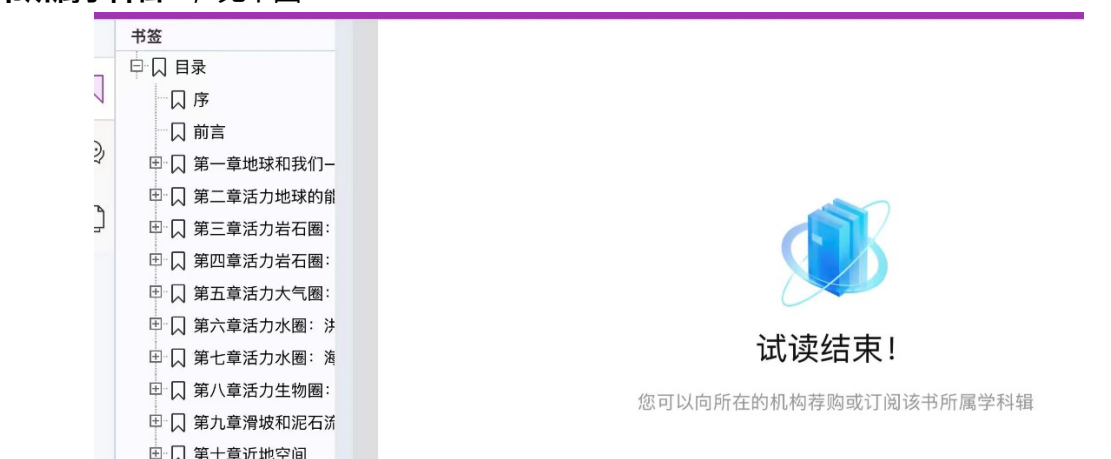 书签
目录
序
前言
第一章地球和我们一
第二章活力地球的能
第三章活力岩石圈：
第四章活力岩石圈：
第五章活力大气圈：
第六章活力水圈：洪
第七章活力水圈：海
第八章活力生物圈：
第九章滑坡和泥石流
第十章近地空间
试读结束！
您可以向所在的机构荐购或订阅该书所属学科辑